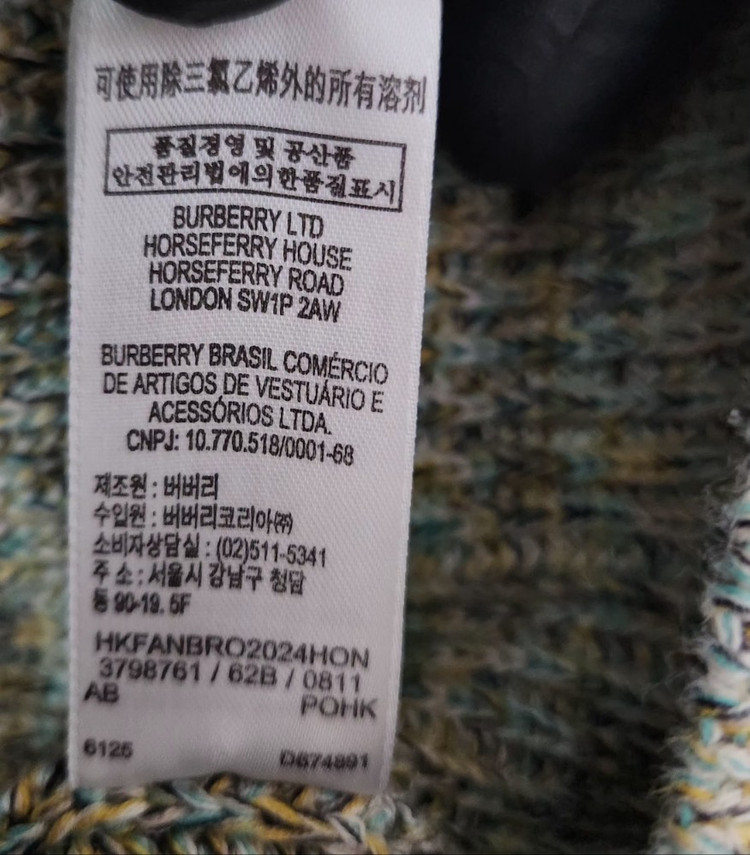 可使用除三氯乙烯外的所有溶剂
품질경영 및 공산품
안전관리법에의한품질표시
BURBERRY LTD
HORSEFERRY HOUSE
HORSEFERRY ROAD
LONDON SW1P 2AW
BURBERRY BRASIL COMÉRCIO
DE ARTIGOS DE VESTUÁRIO E
ACESSÓRIOS LTDA.
CNPJ: 10.770.518/0001-68
제조원 : 버버리
수입원 : 버버리코리아㈜
소비자상담실 : (02)511-5341
주 소 : 서울시 강남구 청담
동 90-19. 5F
HKFANBRO2024HON
3798761 / 62B / 0811
AB
POHK
6125
D674891